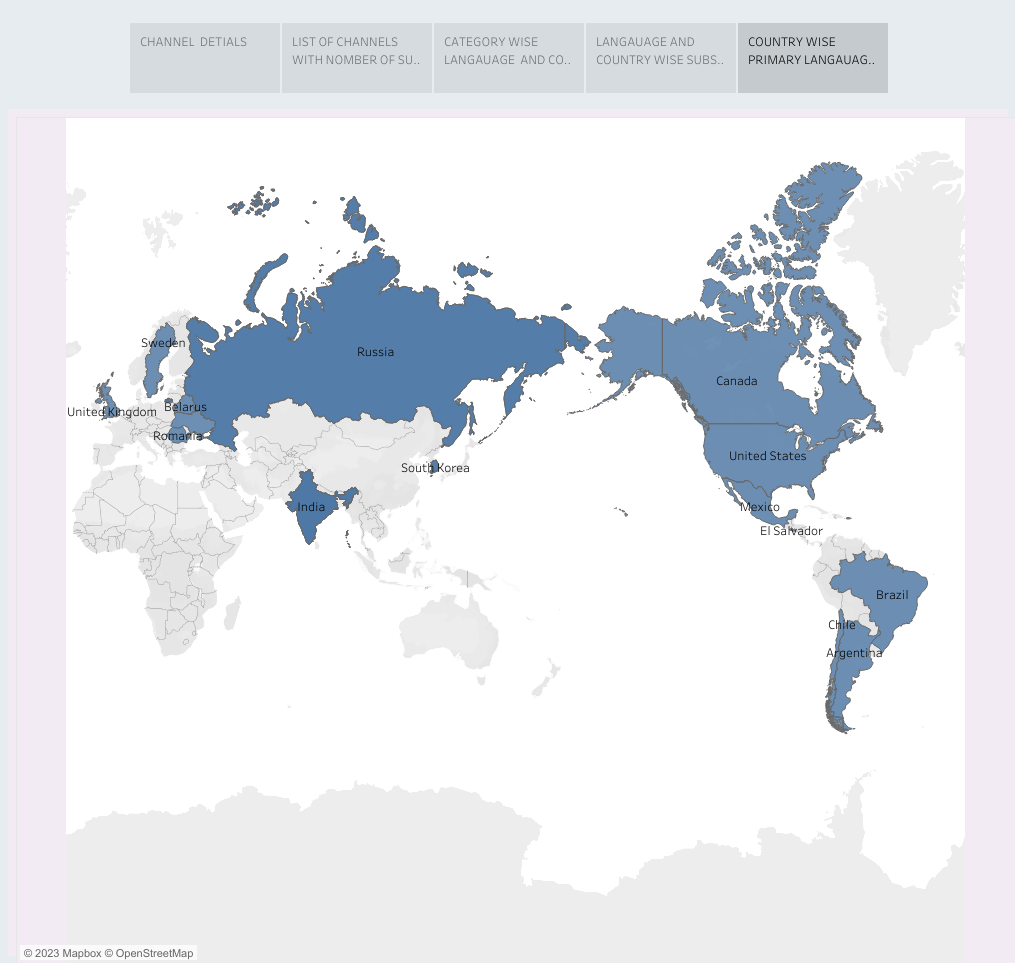 CHANNEL  DETIALS
LIST OF CHANNELS
WITH NOMBER OF SU..
CATEGORY WISE
LANGAUAGE  AND CO..
LANGAUAGE AND
COUNTRY WISE SUBS..
COUNTRY WISE
PRIMARY LANGAUAG..
Sweden
Russia
Canada
United Kingdom
Belarus
Romania
United States
South Korea
India
Mexico
El Salvador
Brazil
Chile
Argentina
© 2023 Mapbox © OpenStreetMap